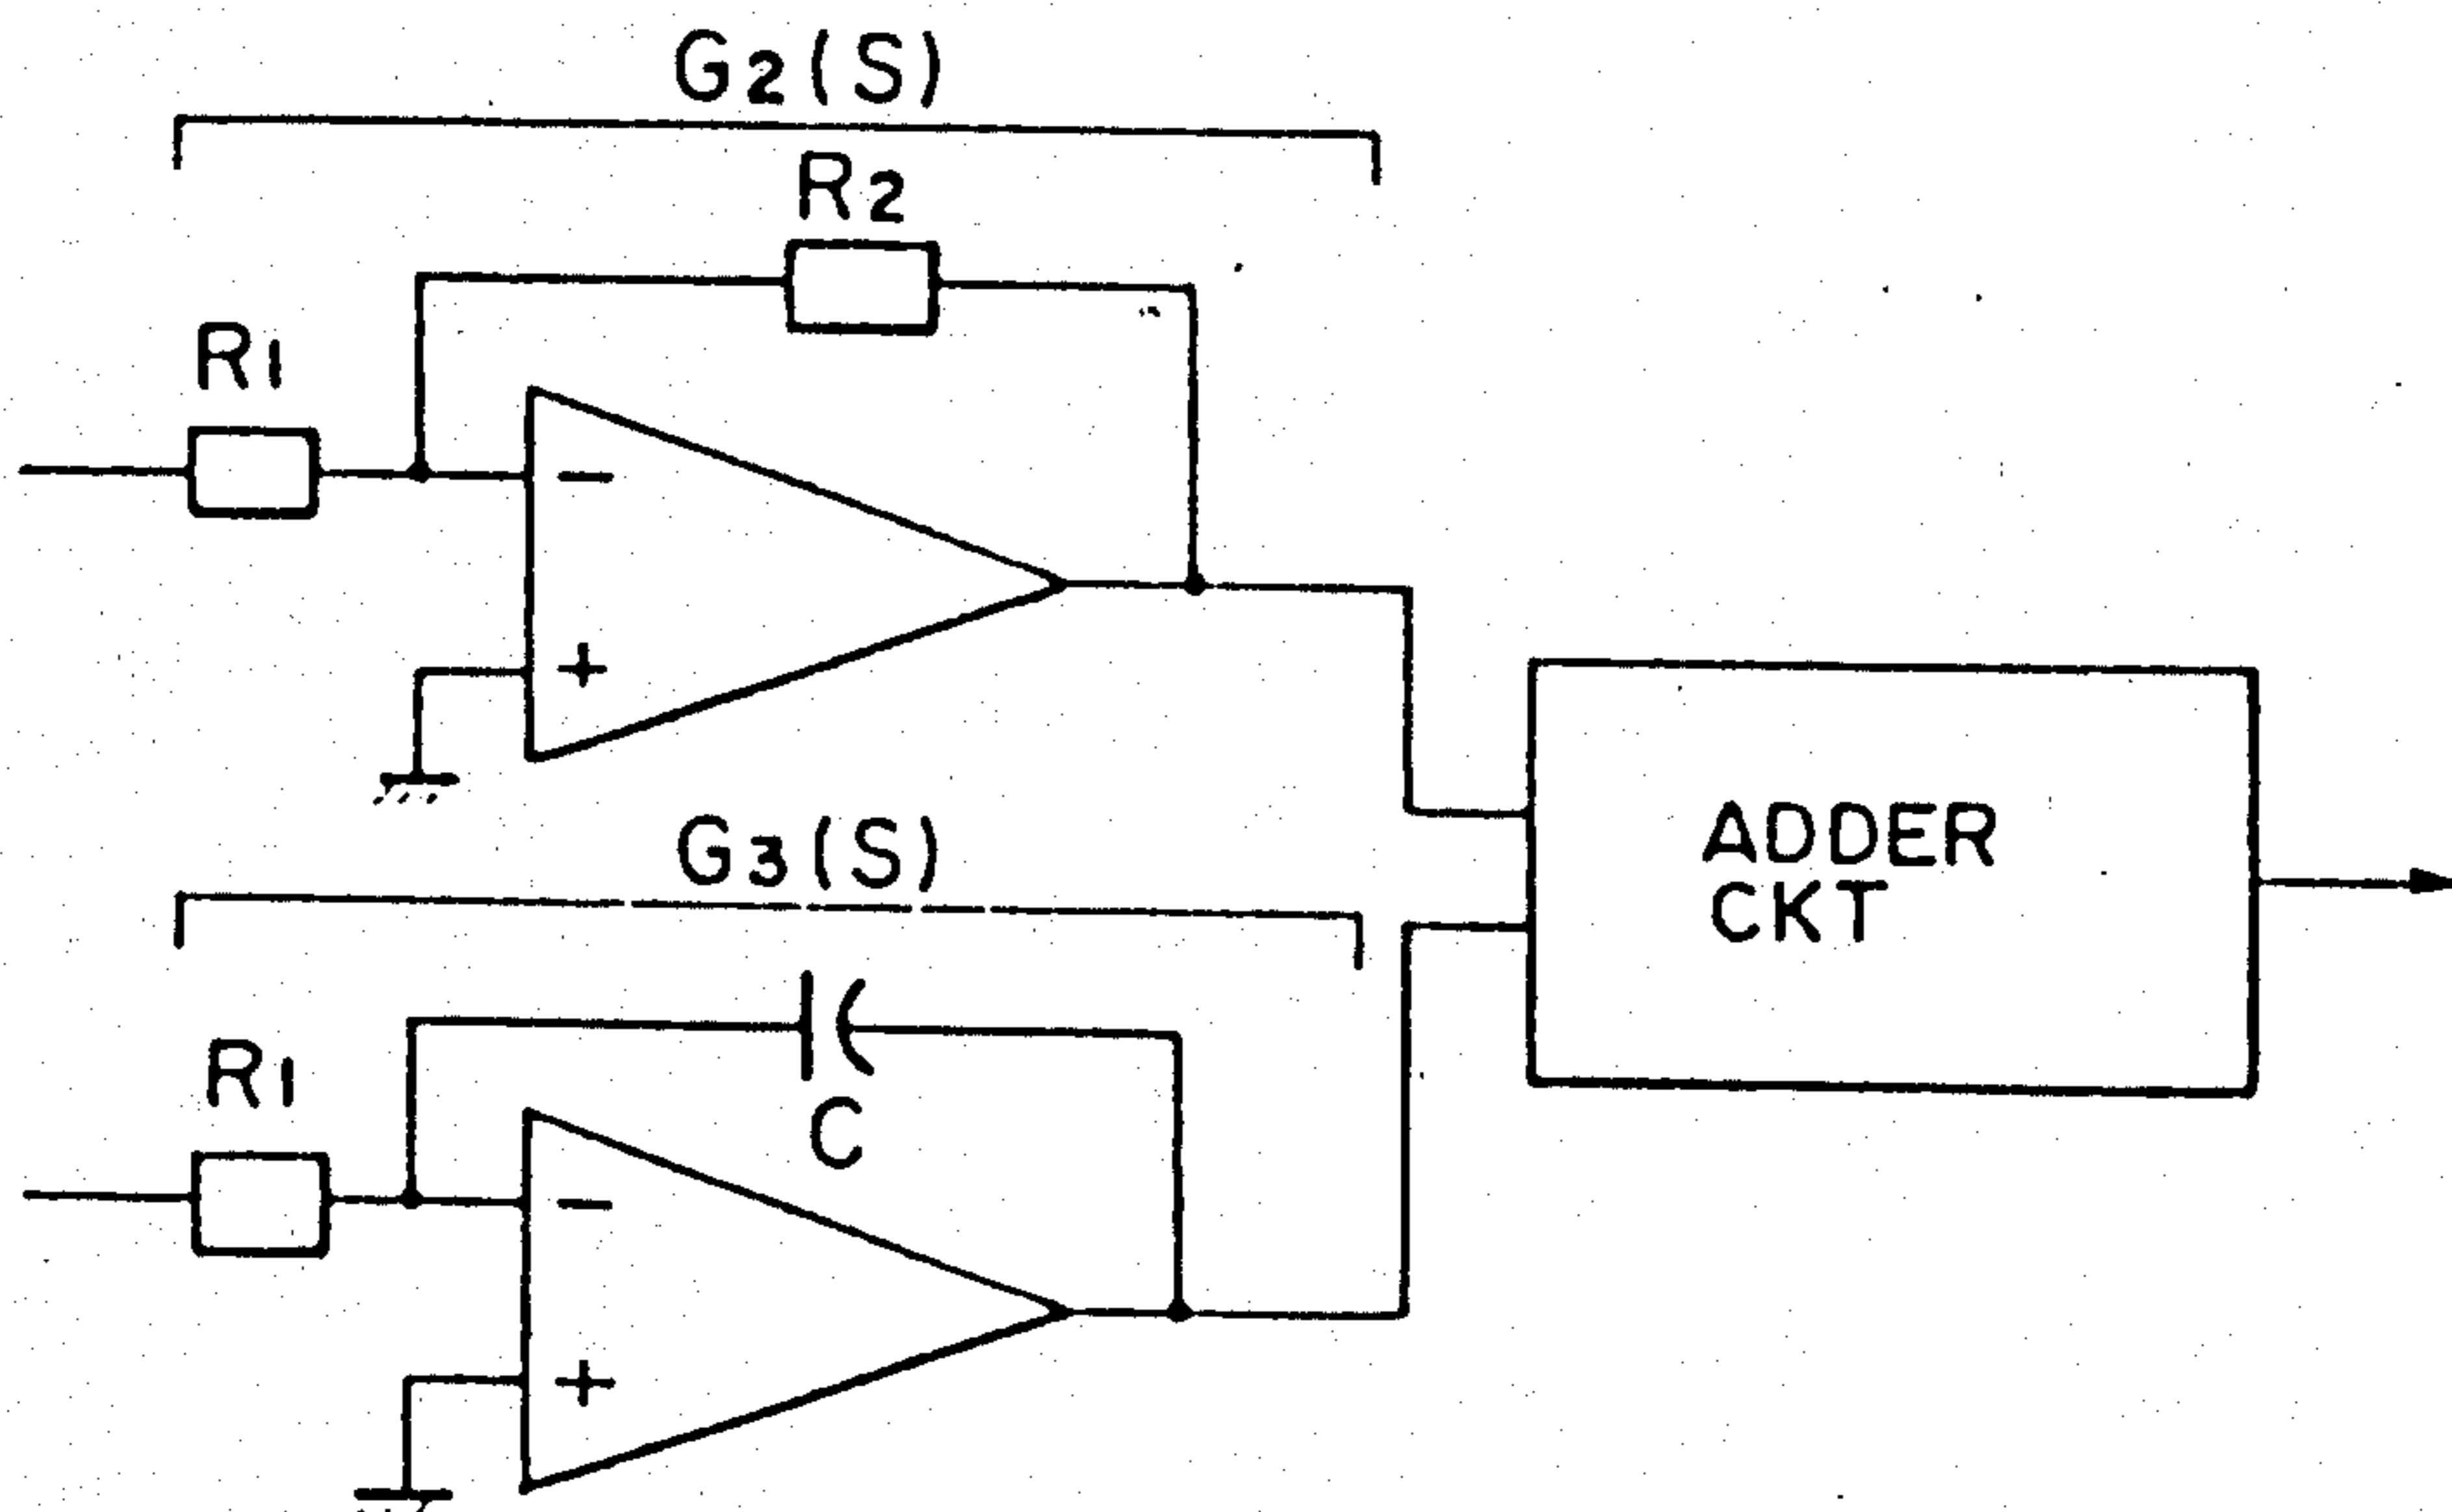 G2(S)
R2
R1
-
+
G3(S)
ADDER
CKT
R1
C
-
+